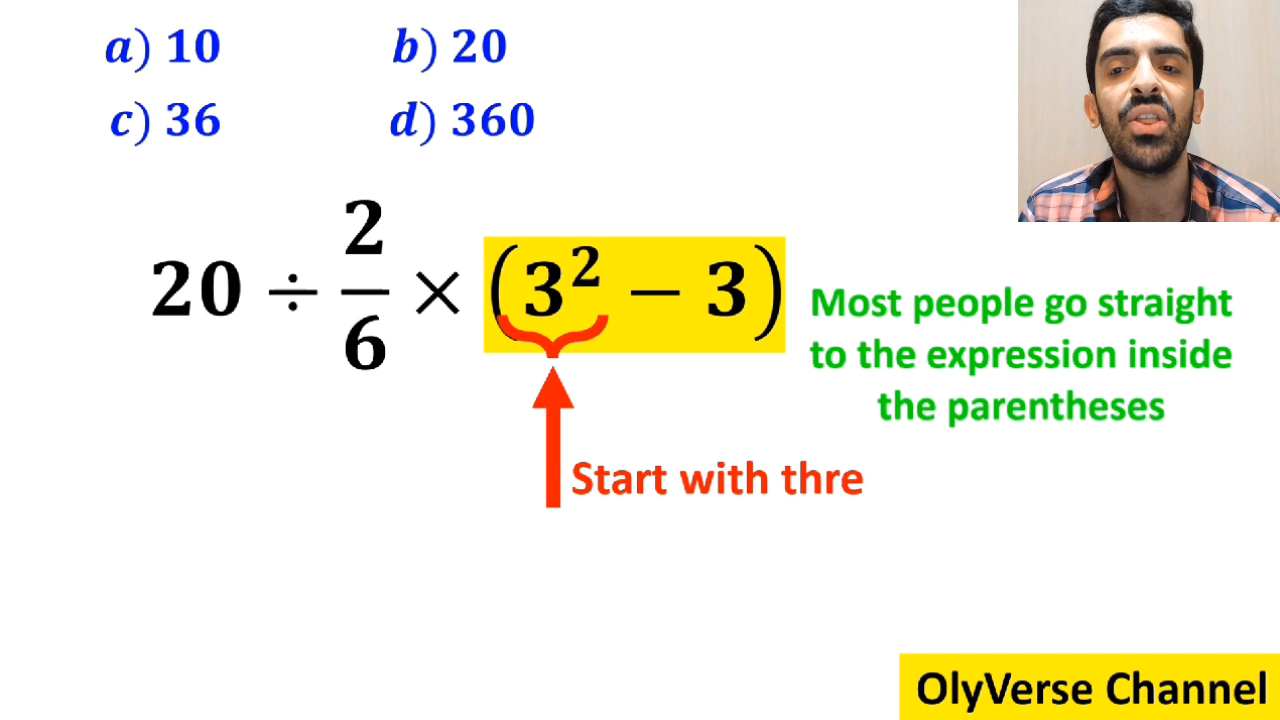 a) 10 b) 20
c) 36 d) 360
20 ÷ 2/6 × (3² − 3)
Most people go straight
to the expression inside
the parentheses
Start with thre
OlyVerse Channel